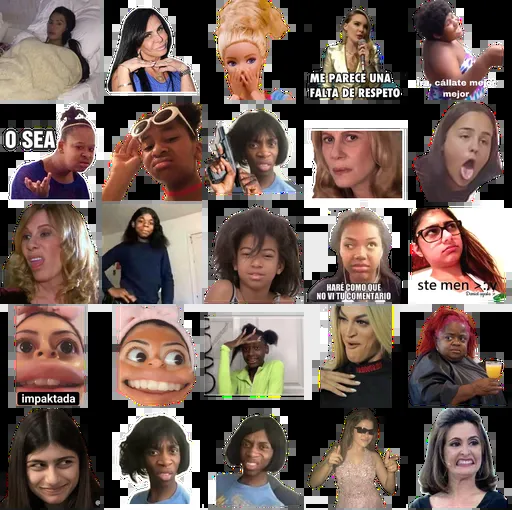 ME PARECE UNA
FALTA DE RESPETO
cállate mejor
mejor
O SEA
HARÉ COMO QUE
NO VI TU COMENTARIO
ste men >:v
impaktada